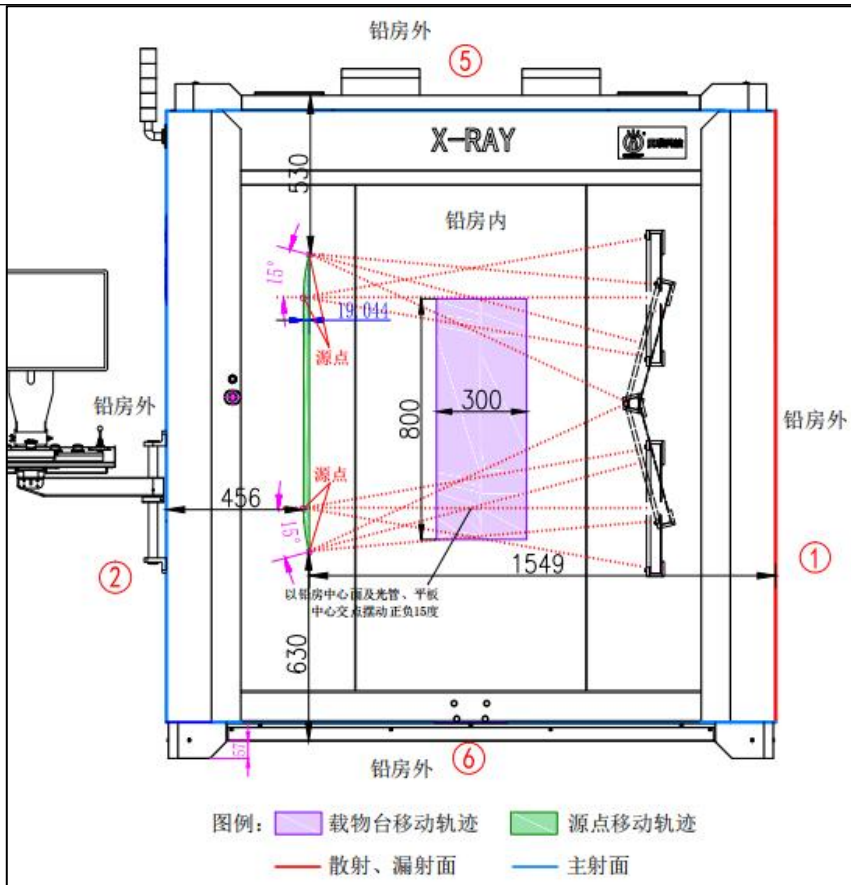 铅房外
⑤
X-RAY
530
铅房内
15°
19.044
源点
铅房外
800
300
铅房外
源点
456
15°
②
1549
①
以铅房中心面及光管、平板
中心交点摆动正负15度
630
57
铅房外
⑥
图例：
载物台移动轨迹
源点移动轨迹
散射、漏射面
主射面